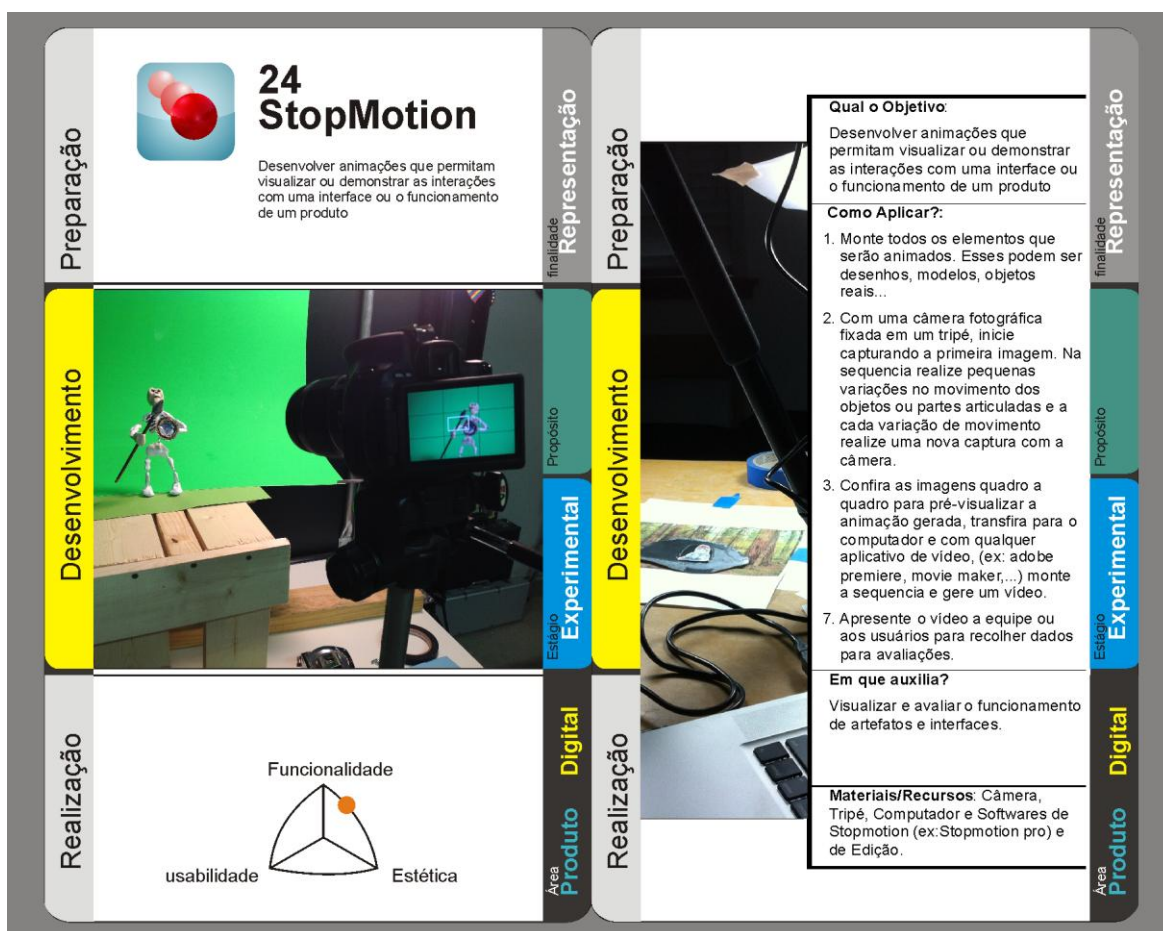 Preparação
24
StopMotion
Desenvolver animações que permitam
visualizar ou demonstrar as interações
com uma interface ou o funcionamento
de um produto
finalidade
Representação
Desenvolvimento
Propósito
Estágio
Experimental
Realização
Funcionalidade
usabilidade
Estética
Área
Produto Digital
Preparação
Qual o Objetivo:
Desenvolver animações que
permitam visualizar ou demonstrar
as interações com uma interface ou
o funcionamento de um produto
Como Aplicar?:
1. Monte todos os elementos que
serão animados. Esses podem ser
desenhos, modelos, objetos
reais...
2. Com uma câmera fotográfica
fixada em um tripé, inicie
capturando a primeira imagem. Na
sequencia realize pequenas
variações no movimento dos
objetos ou partes articuladas e a
cada variação de movimento
realize uma nova captura com a
câmera.
3. Confira as imagens quadro a
quadro para pré-visualizar a
animação gerada, transfira para o
computador e com qualquer
aplicativo de vídeo, (ex: adobe
premiere, movie maker,...) monte
a sequencia e gere um vídeo.
7. Apresente o vídeo a equipe ou
aos usuários para recolher dados
para avaliações.
Em que auxilia?
Visualizar e avaliar o funcionamento
de artefatos e interfaces.
Materiais/Recursos: Câmera,
Tripé, Computador e Softwares de
Stopmotion (ex:Stopmotion pro) e
de Edição.
finalidade
Representação
Desenvolvimento
Propósito
Estágio
Experimental
Realização
Área
Produto Digital